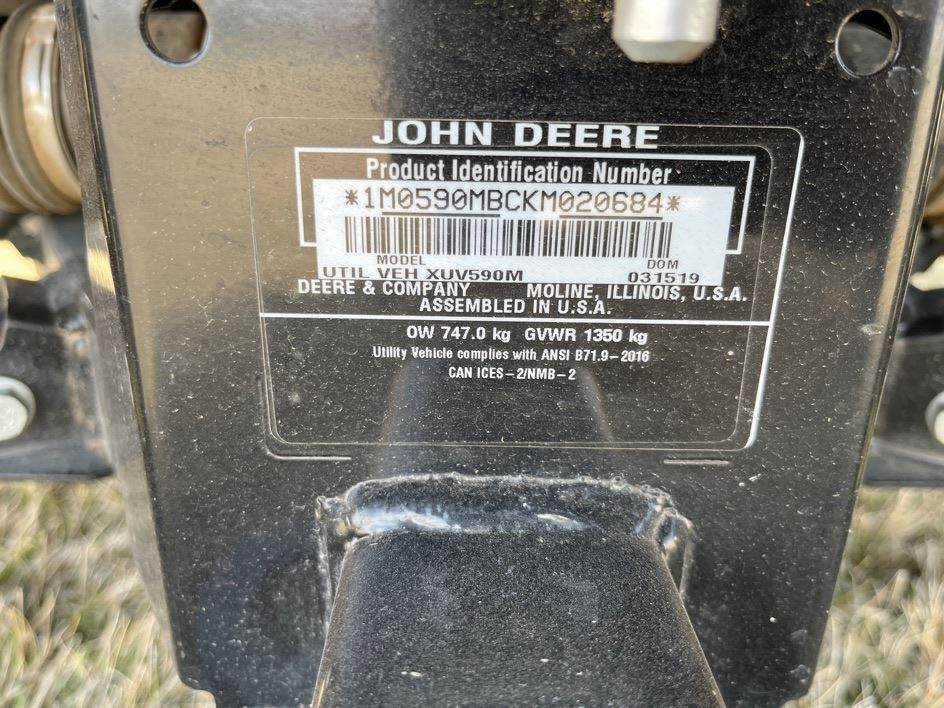 JOHN DEERE
Product Identification Number
*1M0590MBCKM020684*
MODEL DOM
UTIL VEH XUV590M 031519
DEERE & COMPANY MOLINE, ILLINOIS, U.S.A.
ASSEMBLED IN U.S.A.
OW 747.0 kg GVWR 1350 kg
Utility Vehicle complies with ANSI B71.9–2016
CAN ICES–2/NMB–2